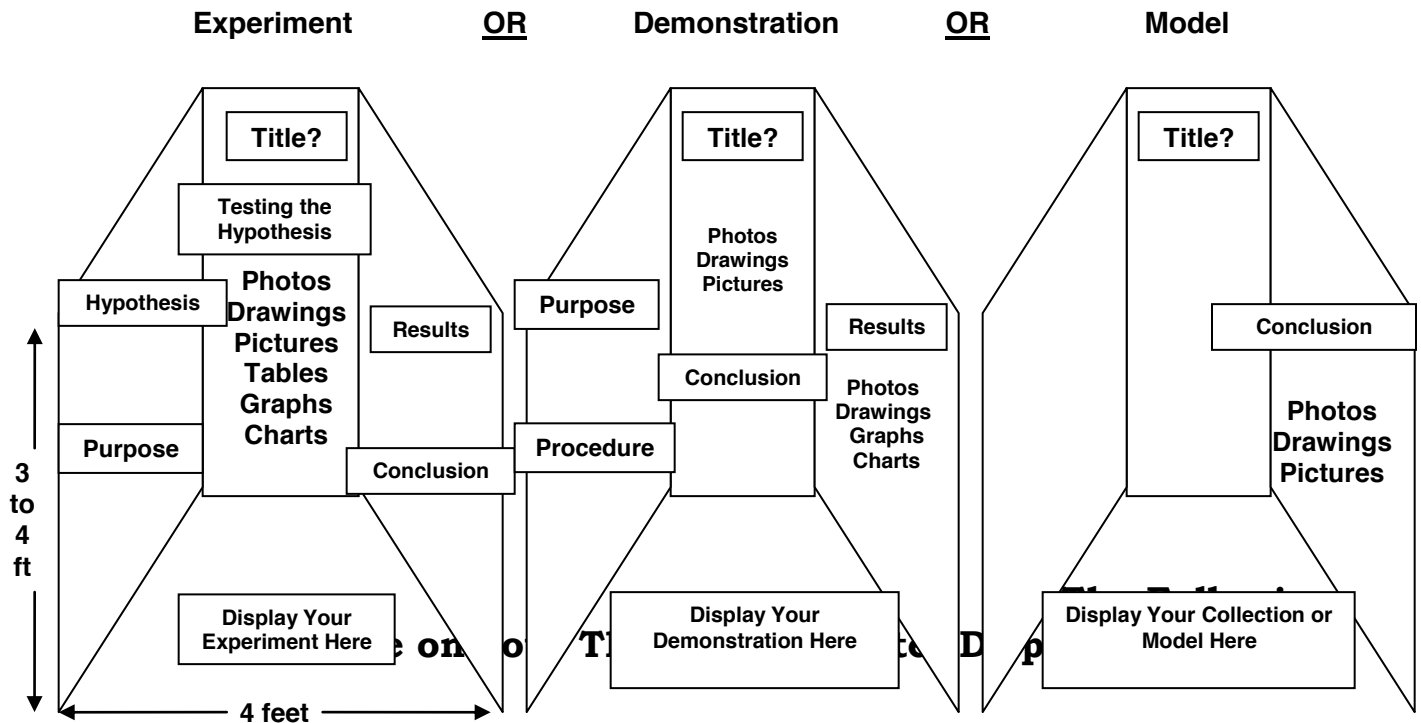 Experiment OR Demonstration OR Model
Title?
Testing the
Hypothesis
Hypothesis
Photos
Drawings
Pictures
Tables
Graphs
Charts
Purpose
Results
Conclusion
3
to
4
ft
Display Your
Experiment Here
4 feet
Title?
Photos
Drawings
Pictures
Purpose
Procedure
Conclusion
Results
Photos
Drawings
Graphs
Charts
Display Your
Demonstration Here
Title?
Conclusion
Photos
Drawings
Pictures
Display Your Collection or
Model Here
on